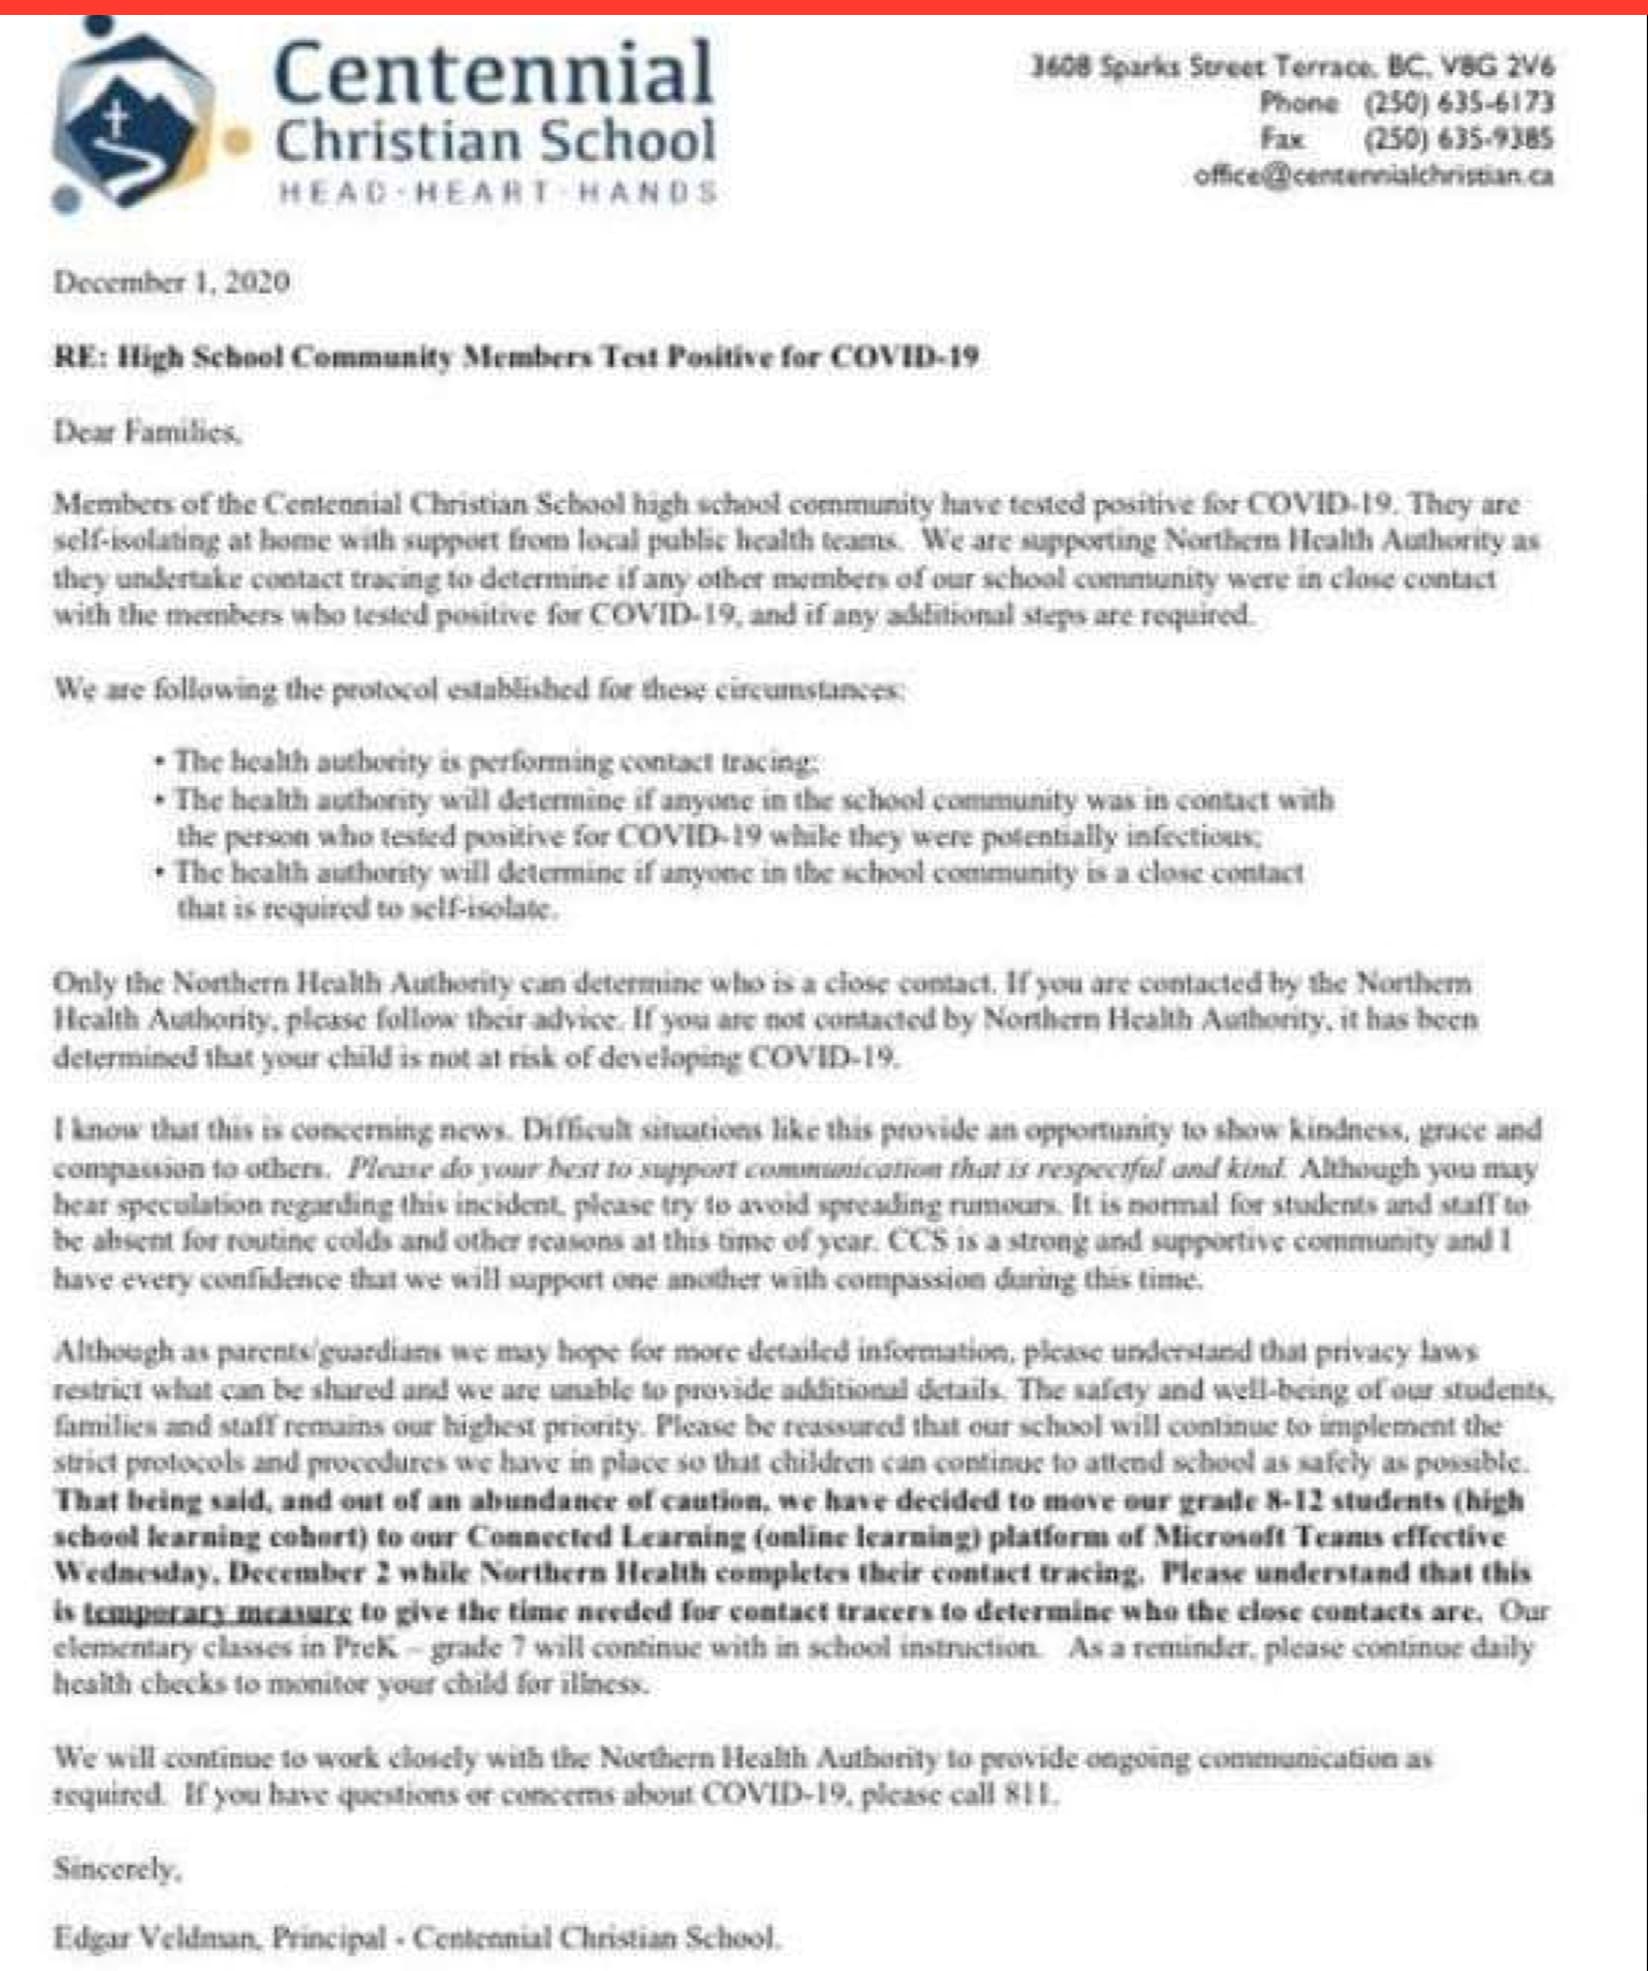 Centennial
Christian School
HEAD·HEART·HANDS
3608 Sparks Street Terrace, BC, V8G 2V6
Phone (250) 635-6173
Fax (250) 635-9385
office@centennialchristian.ca
December 1, 2020
RE: High School Community Members Test Positive for COVID-19
Dear Families,
Members of the Centennial Christian School high school community have tested positive for COVID-19. They are
self-isolating at home with support from local public health teams. We are supporting Northern Health Authority as
they undertake contact tracing to determine if any other members of our school community were in close contact
with the members who tested positive for COVID-19, and if any additional steps are required.
We are following the protocol established for these circumstances:
• The health authority is performing contact tracing;
• The health authority will determine if anyone in the school community was in contact with
the person who tested positive for COVID-19 while they were potentially infectious;
• The health authority will determine if anyone in the school community is a close contact
that is required to self-isolate.
Only the Northern Health Authority can determine who is a close contact. If you are contacted by the Northern
Health Authority, please follow their advice. If you are not contacted by Northern Health Authority, it has been
determined that your child is not at risk of developing COVID-19.
I know that this is concerning news. Difficult situations like this provide an opportunity to show kindness, grace and
compassion to others. Please do your best to support communication that is respectful and kind. Although you may
hear speculation regarding this incident, please try to avoid spreading rumours. It is normal for students and staff to
be absent for routine colds and other reasons at this time of year. CCS is a strong and supportive community and I
have every confidence that we will support one another with compassion during this time.
Although as parents/guardians we may hope for more detailed information, please understand that privacy laws
restrict what can be shared and we are unable to provide additional details. The safety and well-being of our students,
families and staff remains our highest priority. Please be reassured that our school will continue to implement the
strict protocols and procedures we have in place so that children can continue to attend school as safely as possible.
That being said, and out of an abundance of caution, we have decided to move our grade 8-12 students (high
school learning cohort) to our Connected Learning (online learning) platform of Microsoft Teams effective
Wednesday, December 2 while Northern Health completes their contact tracing. Please understand that this
is temporary measure to give the time needed for contact tracers to determine who the close contacts are. Our
elementary classes in PreK – grade 7 will continue with in school instruction. As a reminder, please continue daily
health checks to monitor your child for illness.
We will continue to work closely with the Northern Health Authority to provide ongoing communication as
required. If you have questions or concerns about COVID-19, please call 811.
Sincerely,
Edgar Veldman, Principal - Centennial Christian School.